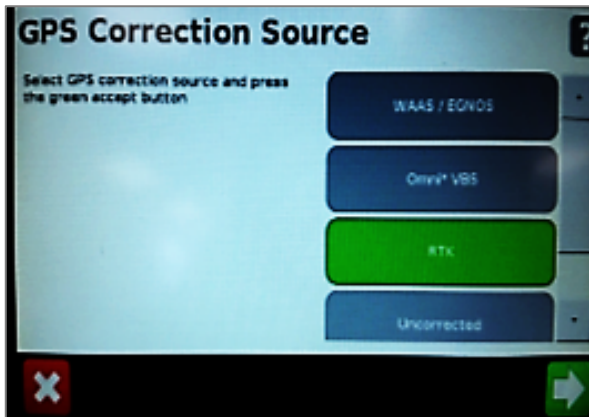 GPS Correction Source
?
Select GPS correction source and press
the green accept button
WAAS / EGNOS
Omni* VBS
RTK
Uncorrected